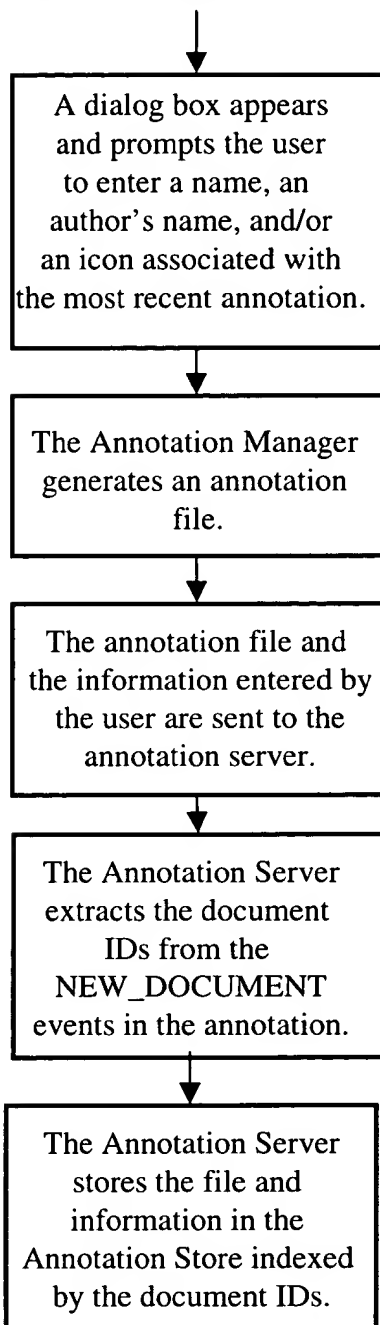 A dialog box appears
and prompts the user
to enter a name, an
author's name, and/or
an icon associated with
the most recent annotation.
The Annotation Manager
generates an annotation
file.
The annotation file and
the information entered by
the user are sent to the
annotation server.
The Annotation Server
extracts the document
IDs from the
NEW_DOCUMENT
events in the annotation.
The Annotation Server
stores the file and
information in the
Annotation Store indexed
by the document IDs.